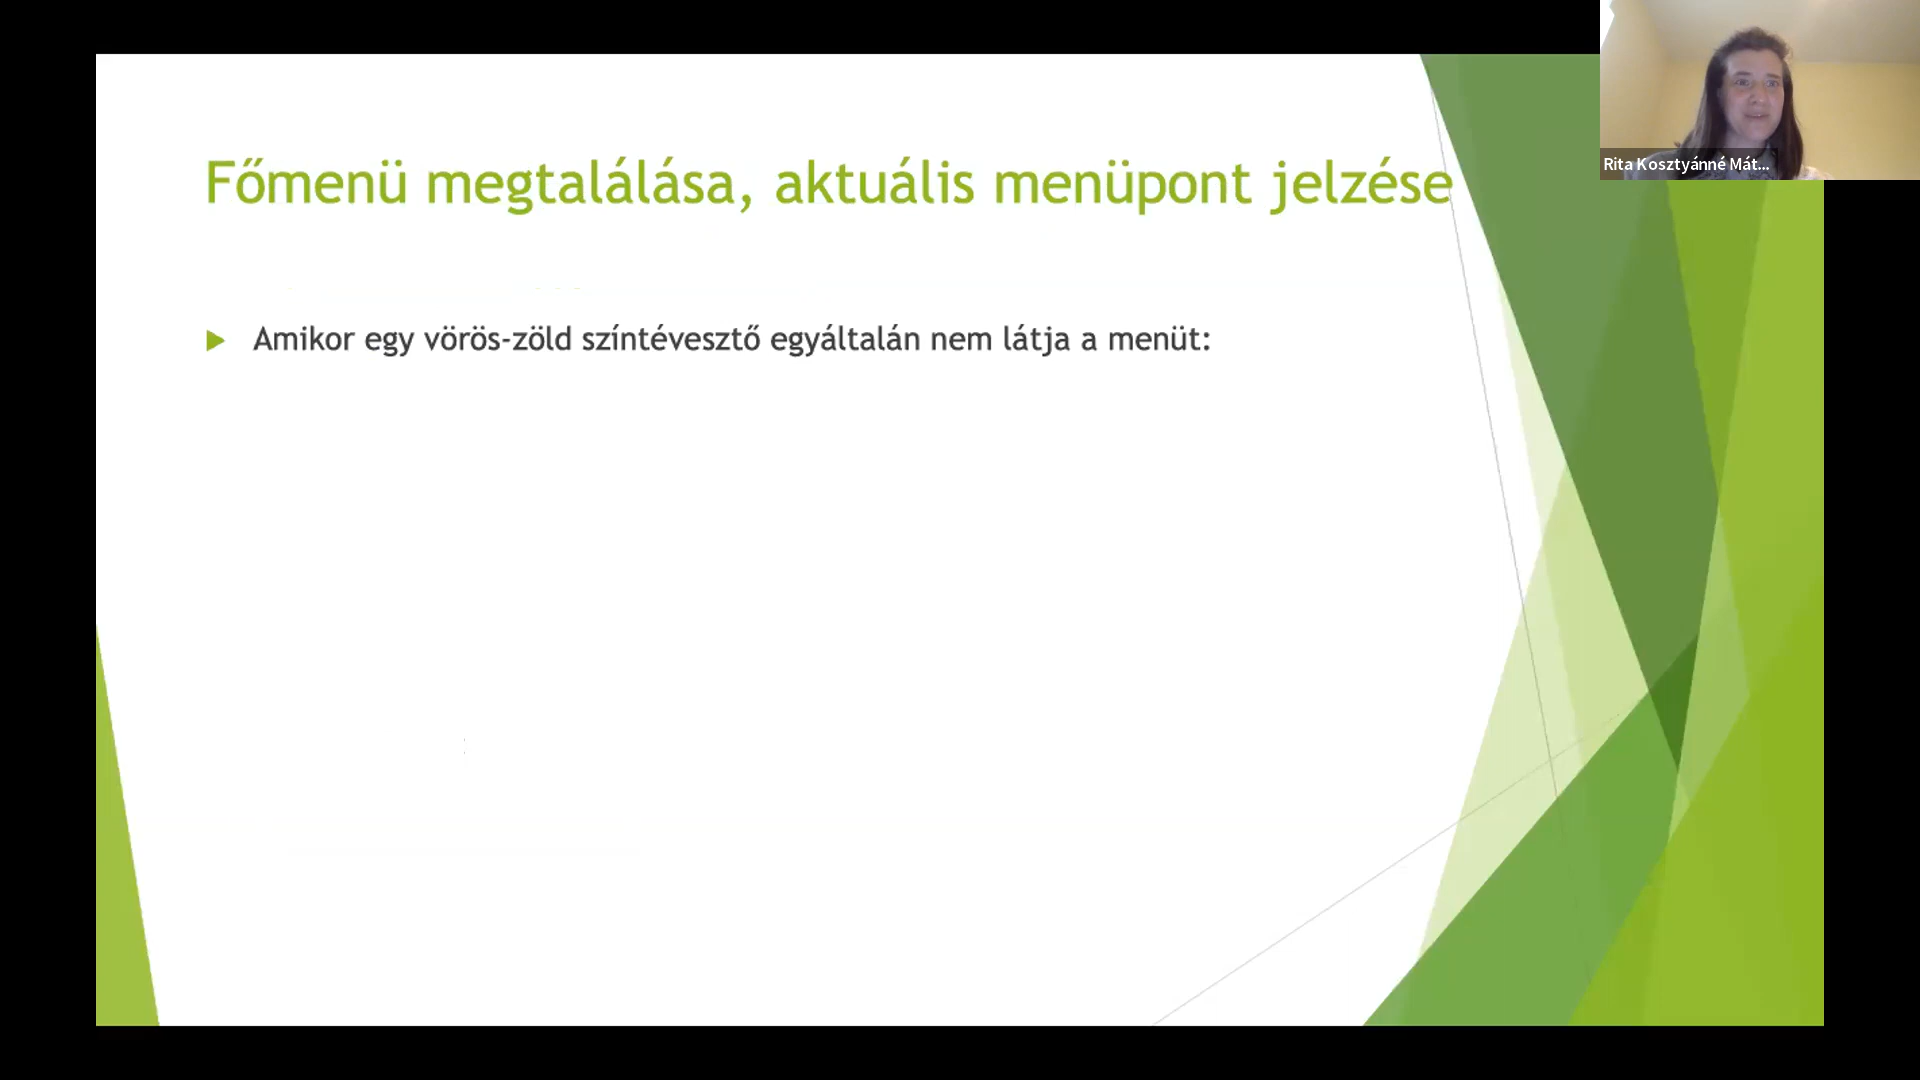 Főmenü megtalálása, aktuális menüpont jelzése
Rita Kosztyánné Mát...
Amikor egy vörös-zöld színtévesztő egyáltalán nem látja a menüt: